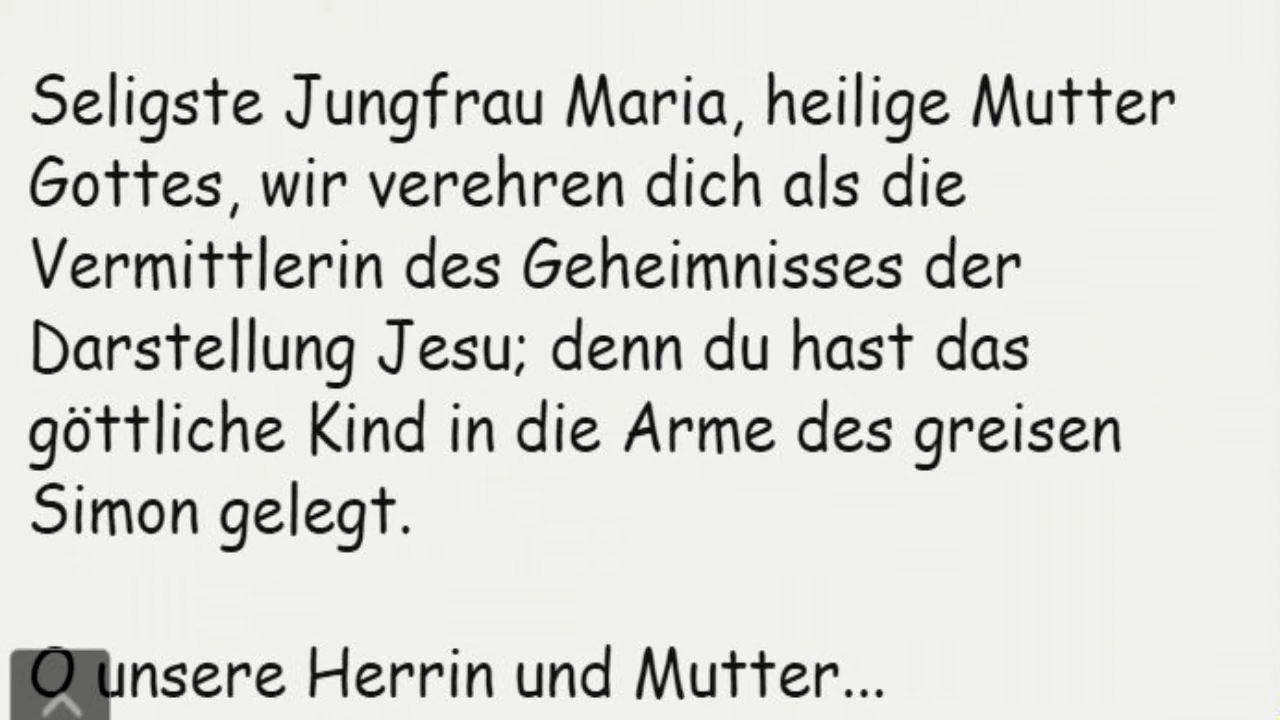 Seligste Jungfrau Maria, heilige Mutter
Gottes, wir verehren dich als die
Vermittlerin des Geheimnisses der
Darstellung Jesu; denn du hast das
göttliche Kind in die Arme des greisen
Simon gelegt.
O unsere Herrin und Mutter...